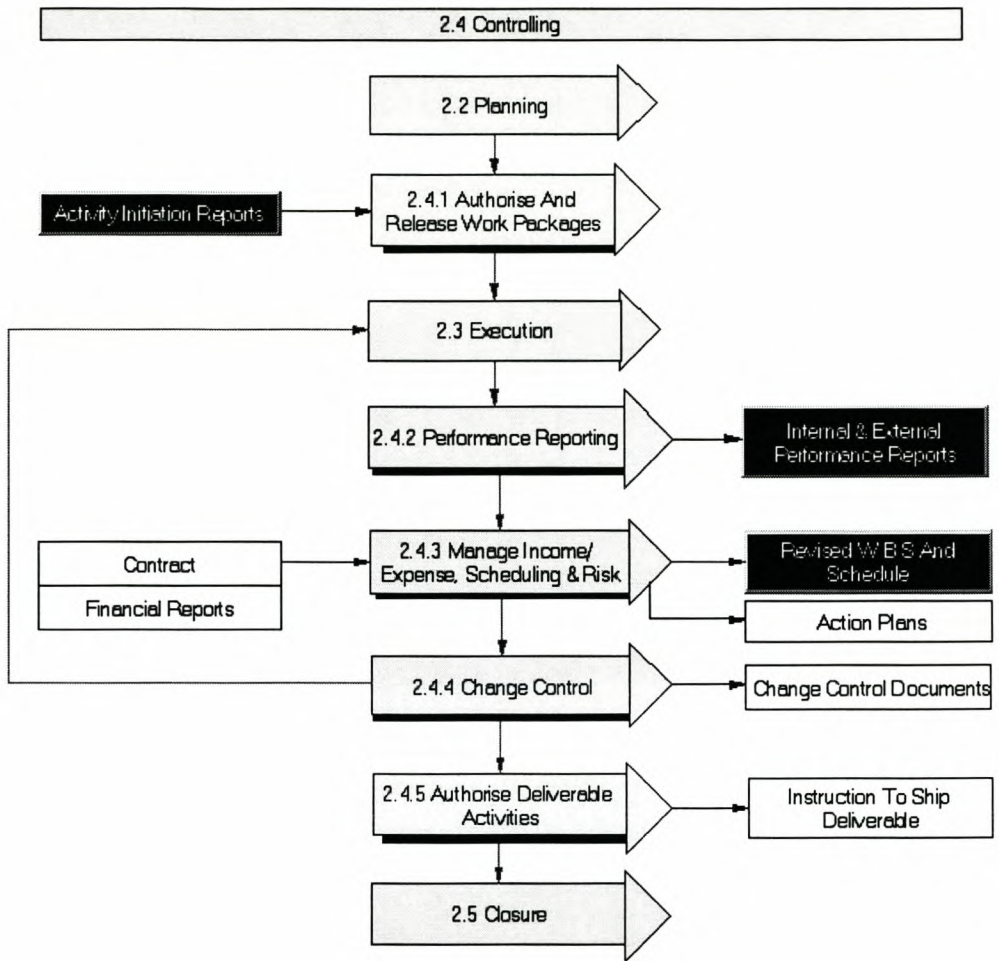 2.4 Controlling
2.2 Planning
Activity Initiation Reports
2.4.1 Authorise And
Release Work Packages
2.3 Execution
2.4.2 Performance Reporting
Internal & External
Performance Reports
Contract
Financial Reports
2.4.3 Manage Income/
Expense, Scheduling & Risk
Revised W B S And
Schedule
Action Plans
2.4.4 Change Control
Change Control Documents
2.4.5 Authorise Deliverable
Activities
Instruction To Ship
Deliverable
2.5 Closure